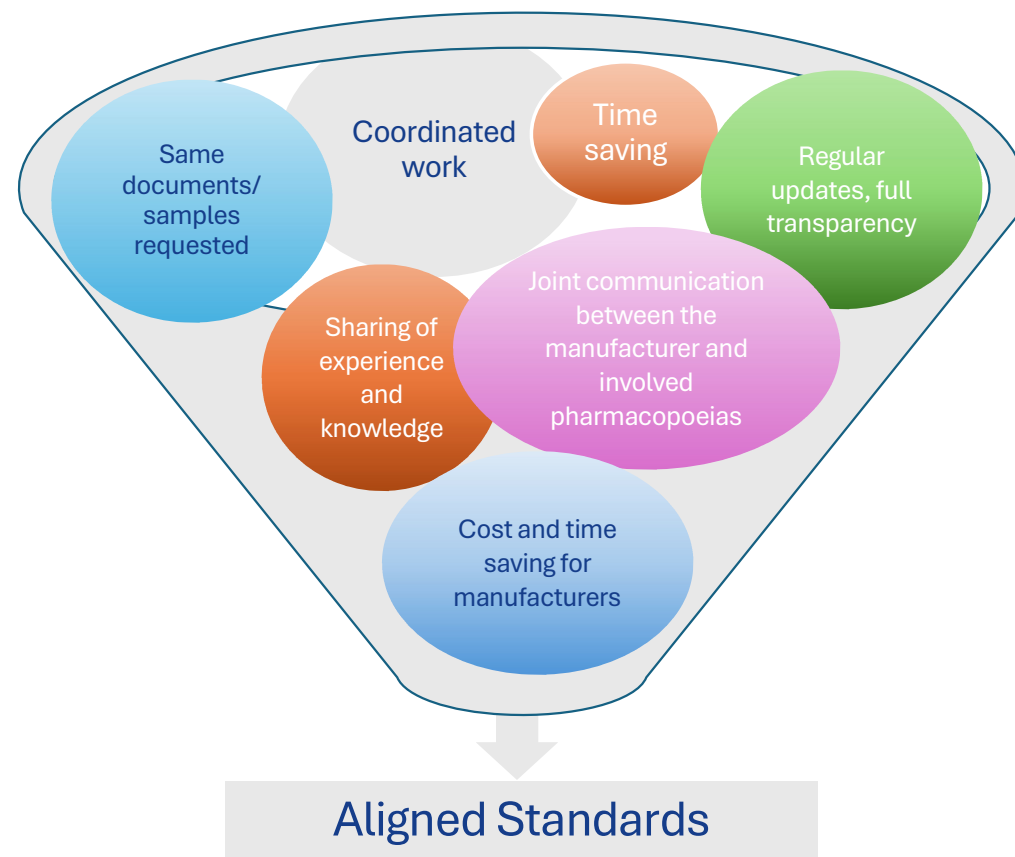 Same
documents/
samples
requested
Coordinated
work
Time
saving
Regular
updates, full
transparency
Sharing of
experience
and
knowledge
Joint communication
between the
manufacturer and
involved
pharmacopoeias
Cost and time
saving for
manufacturers
Aligned Standards